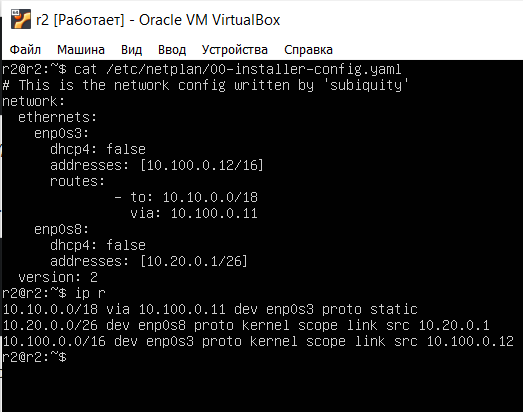 r2 [Работает] - Oracle VM VirtualBox
Файл Машина Вид Ввод Устройства Справка
r2@r2:~$ cat /etc/netplan/00-installer-config.yaml
# This is the network config written by 'subiquity'
network:
  ethernets:
    enp0s3:
      dhcp4: false
      addresses: [10.100.0.12/16]
      routes:
              - to: 10.10.0.0/18
                via: 10.100.0.11
    enp0s8:
      dhcp4: false
      addresses: [10.20.0.1/26]
  version: 2
r2@r2:~$ ip r
10.10.0.0/18 via 10.100.0.11 dev enp0s3 proto static
10.20.0.0/26 dev enp0s8 proto kernel scope link src 10.20.0.1
10.100.0.0/16 dev enp0s3 proto kernel scope link src 10.100.0.12
r2@r2:~$